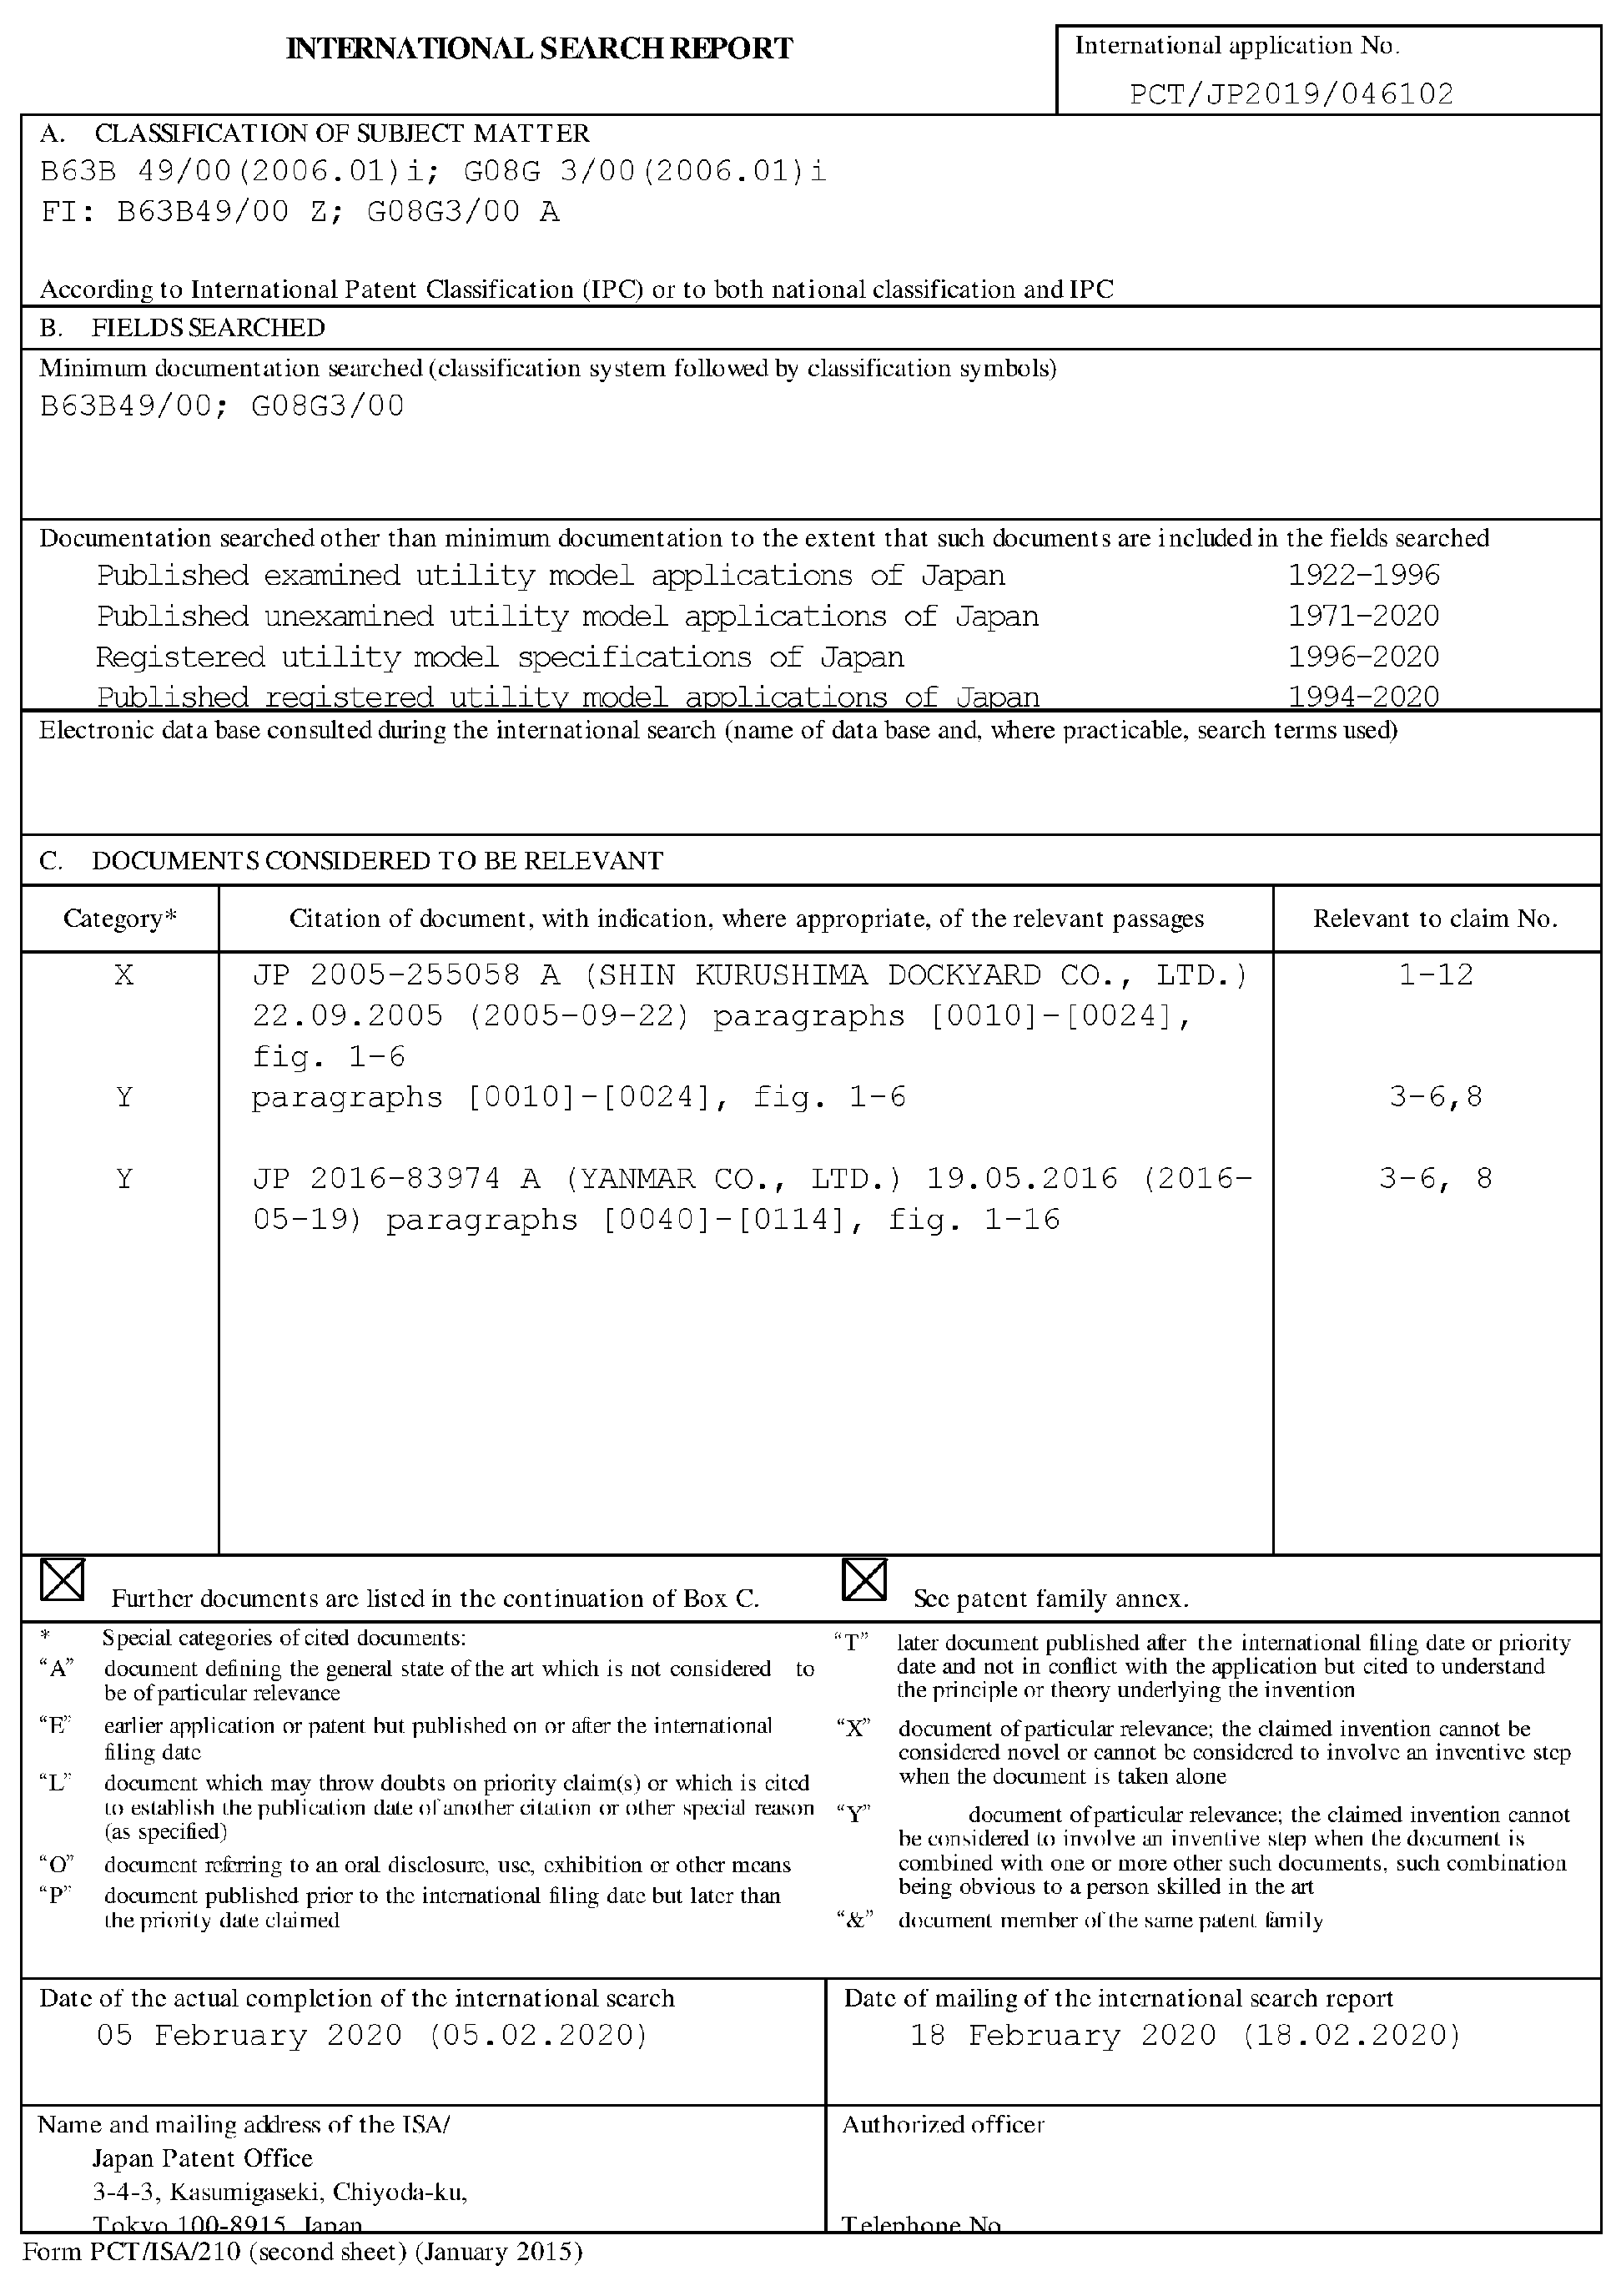 INTERNATIONAL SEARCH REPORT
International application No.
PCT/JP2019/046102
A. CLASSIFICATION OF SUBJECT MATTER
B63B 49/00(2006.01)i; G08G 3/00(2006.01)i
FI: B63B49/00 Z; G08G3/00 A
According to International Patent Classification (IPC) or to both national classification and IPC
B. FIELDS SEARCHED
Minimum documentation searched (classification system followed by classification symbols)
B63B49/00; G08G3/00
Documentation searched other than minimum documentation to the extent that such documents are included in the fields searched
Published examined utility model applications of Japan 1922-1996
Published unexamined utility model applications of Japan 1971-2020
Registered utility model specifications of Japan 1996-2020
Published registered utility model applications of Japan 1994-2020
Electronic data base consulted during the international search (name of data base and, where practicable, search terms used)
C. DOCUMENTS CONSIDERED TO BE RELEVANT
Category* Citation of document, with indication, where appropriate, of the relevant passages Relevant to claim No.
X JP 2005-255058 A (SHIN KURUSHIMA DOCKYARD CO., LTD.) 1-12
22.09.2005 (2005-09-22) paragraphs [0010]-[0024],
fig. 1-6
Y paragraphs [0010]-[0024], fig. 1-6 3-6,8
Y JP 2016-83974 A (YANMAR CO., LTD.) 19.05.2016 (2016- 3-6, 8
05-19) paragraphs [0040]-[0114], fig. 1-16
Further documents are listed in the continuation of Box C.
See patent family annex.
* Special categories of cited documents:
"A" document defining the general state of the art which is not considered to
be of particular relevance
"E" earlier application or patent but published on or after the international
filing date
"L" document which may throw doubts on priority claim(s) or which is cited
to establish the publication date of another citation or other special reason
(as specified)
"O" document referring to an oral disclosure, use, exhibition or other means
"P" document published prior to the international filing date but later than
the priority date claimed
"T" later document published after the international filing date or priority
date and not in conflict with the application but cited to understand
the principle or theory underlying the invention
"X" document of particular relevance; the claimed invention cannot be
considered novel or cannot be considered to involve an inventive step
when the document is taken alone
"Y" document of particular relevance; the claimed invention cannot
be considered to involve an inventive step when the document is
combined with one or more other such documents, such combination
being obvious to a person skilled in the art
"&" document member of the same patent family
Date of the actual completion of the international search
05 February 2020 (05.02.2020)
Date of mailing of the international search report
18 February 2020 (18.02.2020)
Name and mailing address of the ISA/
Japan Patent Office
3-4-3, Kasumigaseki, Chiyoda-ku,
Tokyo 100-8915, Japan
Authorized officer
Telephone No.
Form PCT/ISA/210 (second sheet) (January 2015)